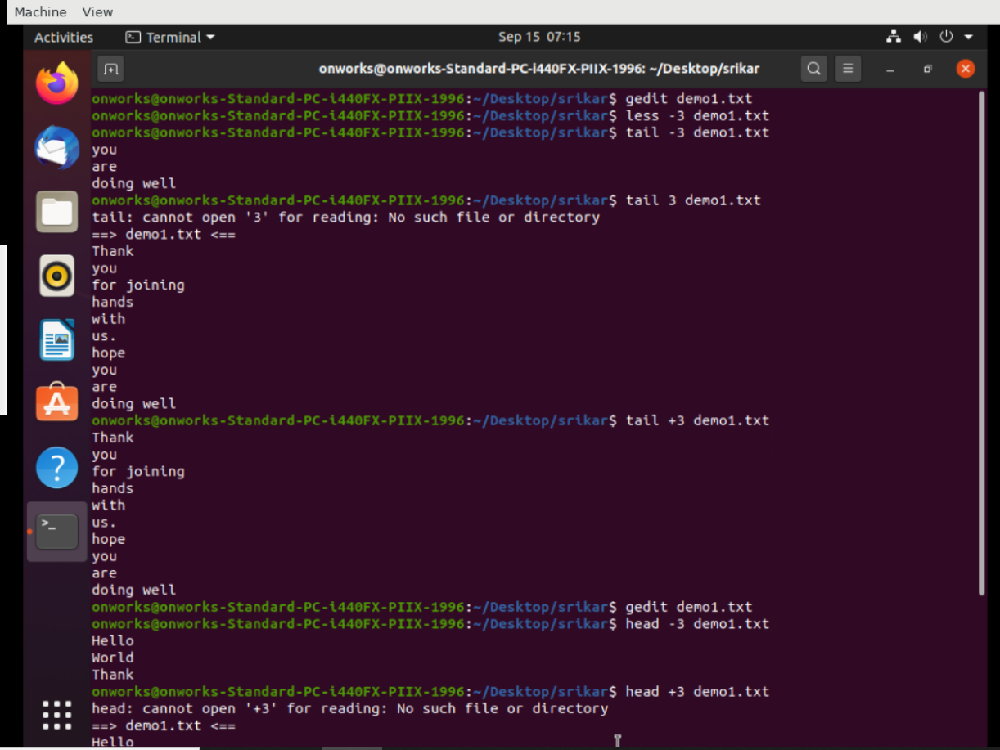 Machine View
Activities Terminal Sep 15 07:15
onworks@onworks-Standard-PC-i440FX-PIIX-1996: ~/Desktop/srikar
onworks@onworks-Standard-PC-i440FX-PIIX-1996:~/Desktop/srikar$ gedit demo1.txt
onworks@onworks-Standard-PC-i440FX-PIIX-1996:~/Desktop/srikar$ less -3 demo1.txt
onworks@onworks-Standard-PC-i440FX-PIIX-1996:~/Desktop/srikar$ tail -3 demo1.txt
you
are
doing well
onworks@onworks-Standard-PC-i440FX-PIIX-1996:~/Desktop/srikar$ tail 3 demo1.txt
tail: cannot open '3' for reading: No such file or directory
==> demo1.txt <==
Thank
you
for joining
hands
with
us.
hope
you
are
doing well
onworks@onworks-Standard-PC-i440FX-PIIX-1996:~/Desktop/srikar$ tail +3 demo1.txt
Thank
you
for joining
hands
with
us.
hope
you
are
doing well
onworks@onworks-Standard-PC-i440FX-PIIX-1996:~/Desktop/srikar$ gedit demo1.txt
onworks@onworks-Standard-PC-i440FX-PIIX-1996:~/Desktop/srikar$ head -3 demo1.txt
Hello
World
Thank
onworks@onworks-Standard-PC-i440FX-PIIX-1996:~/Desktop/srikar$ head +3 demo1.txt
head: cannot open '+3' for reading: No such file or directory
==> demo1.txt <==
Hello